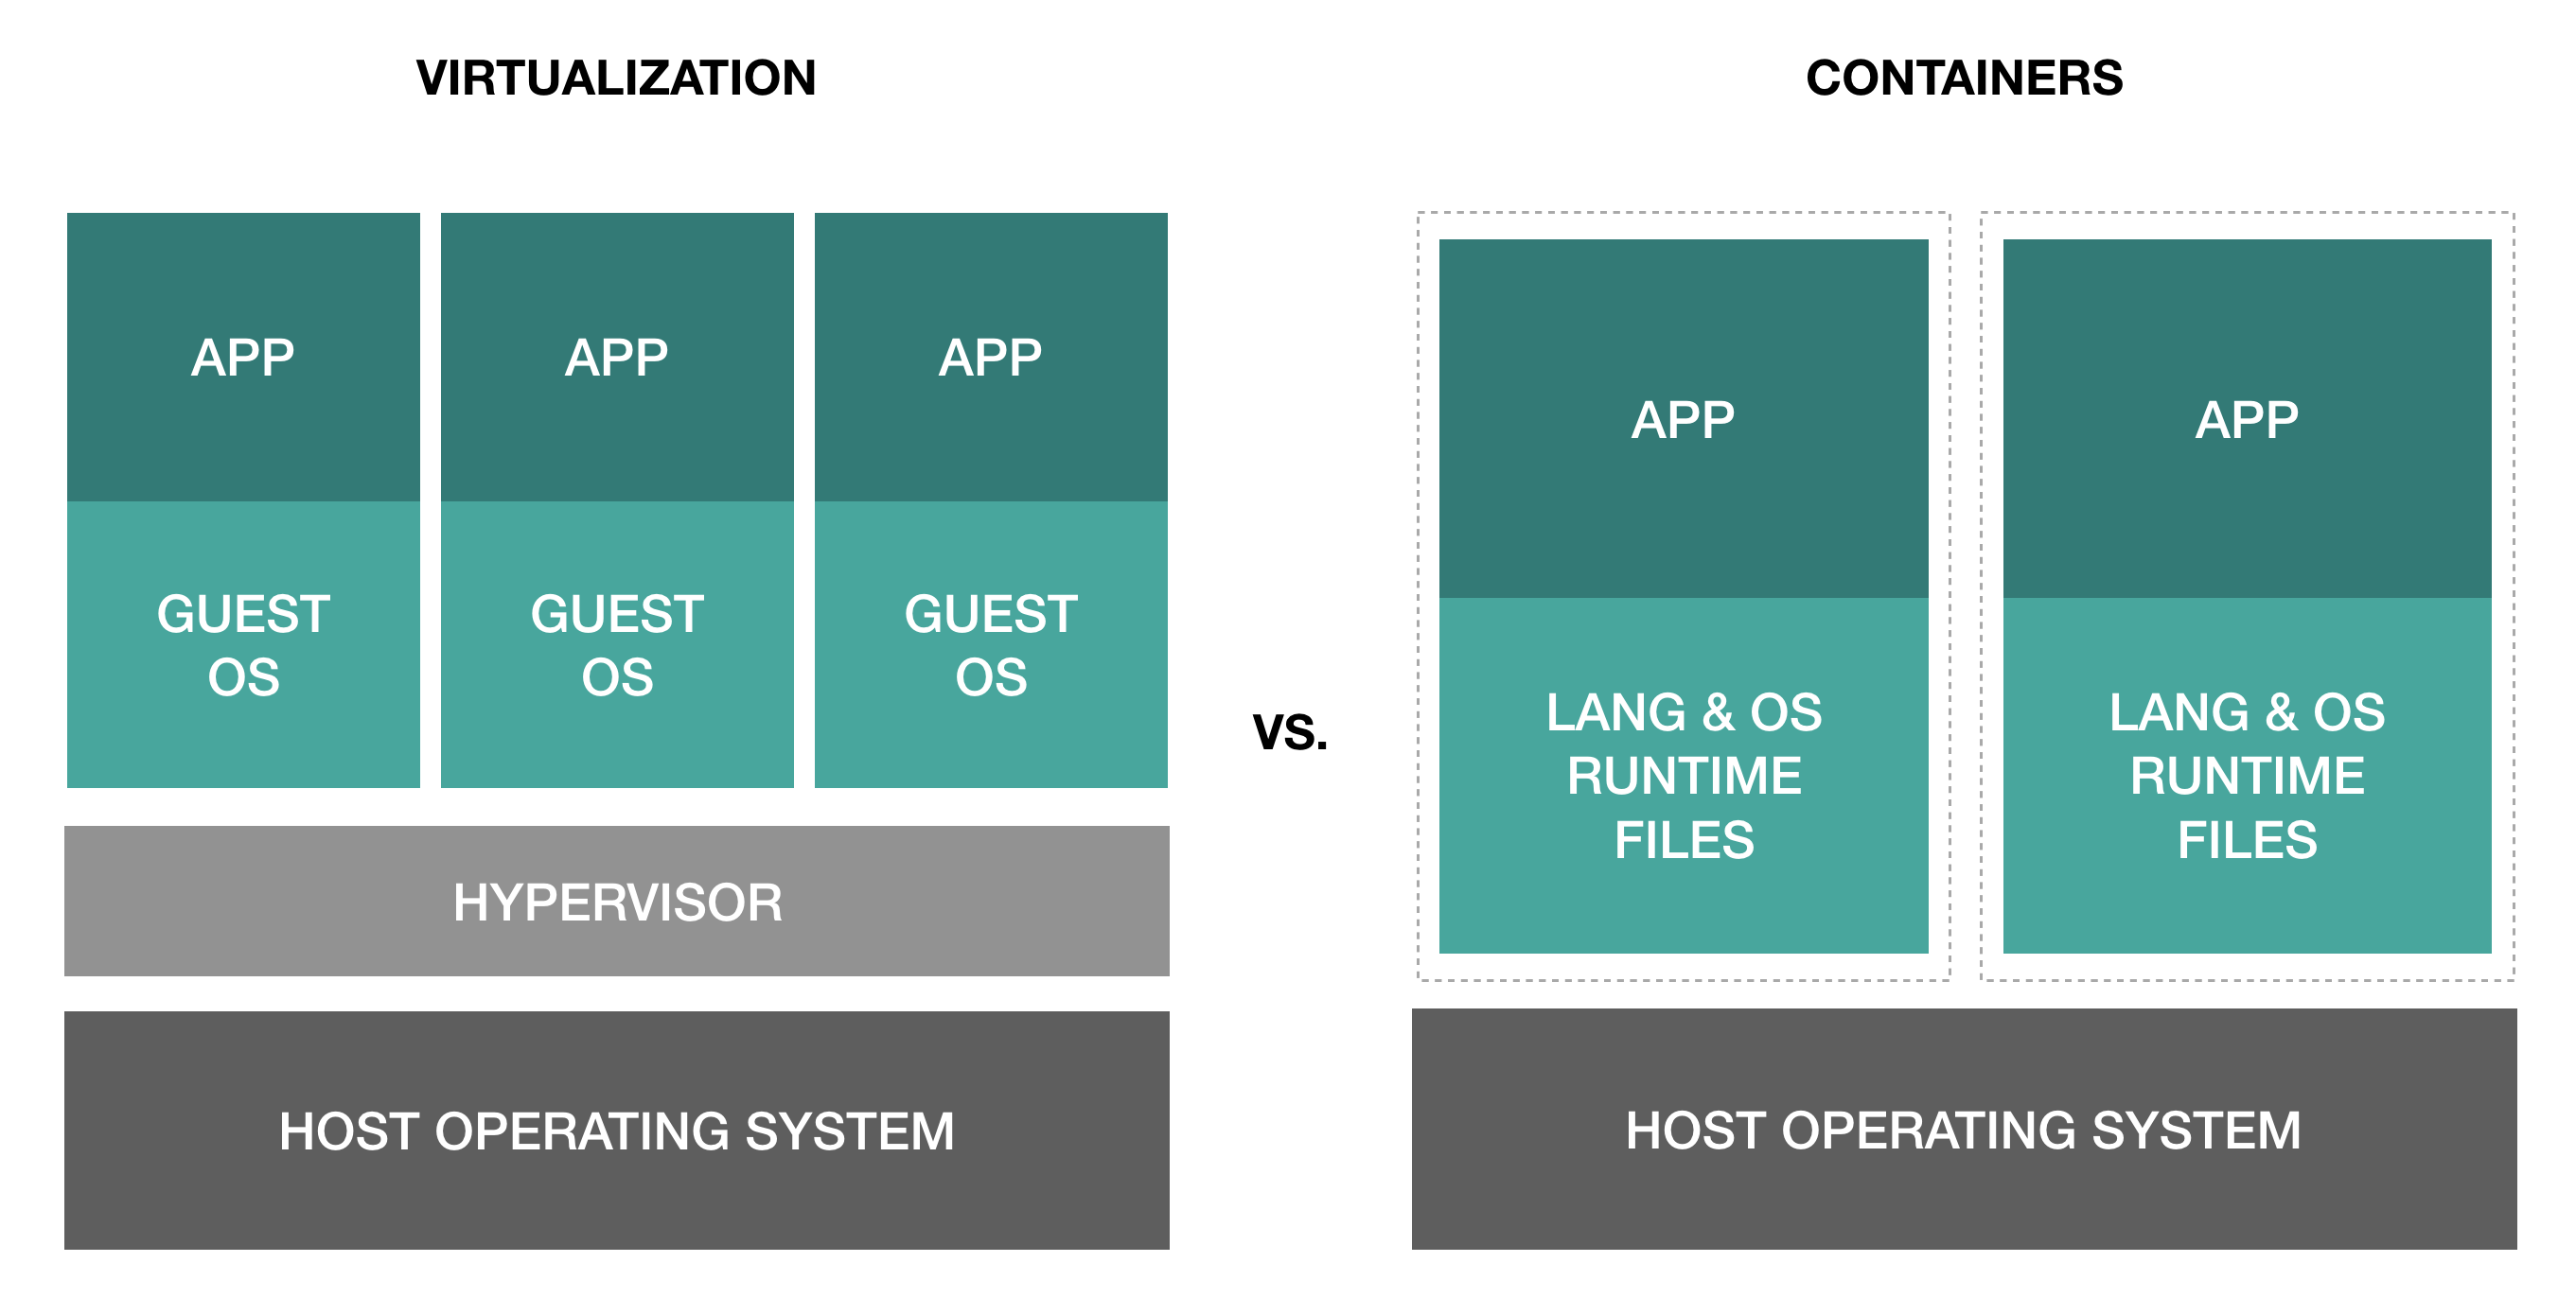 VIRTUALIZATION
APP
APP
APP
GUEST
OS
GUEST
OS
GUEST
OS
HYPERVISOR
HOST OPERATING SYSTEM
VS.
CONTAINERS
APP
APP
LANG & OS
RUNTIME
FILES
LANG & OS
RUNTIME
FILES
HOST OPERATING SYSTEM